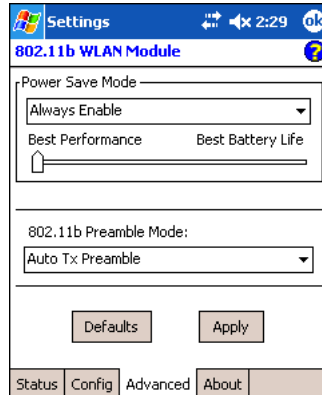 Settings 2:29 ok
802.11b WLAN Module ?
Power Save Mode
Always Enable
Best Performance Best Battery Life
802.11b Preamble Mode:
Auto Tx Preamble
Defaults Apply
Status Config Advanced About